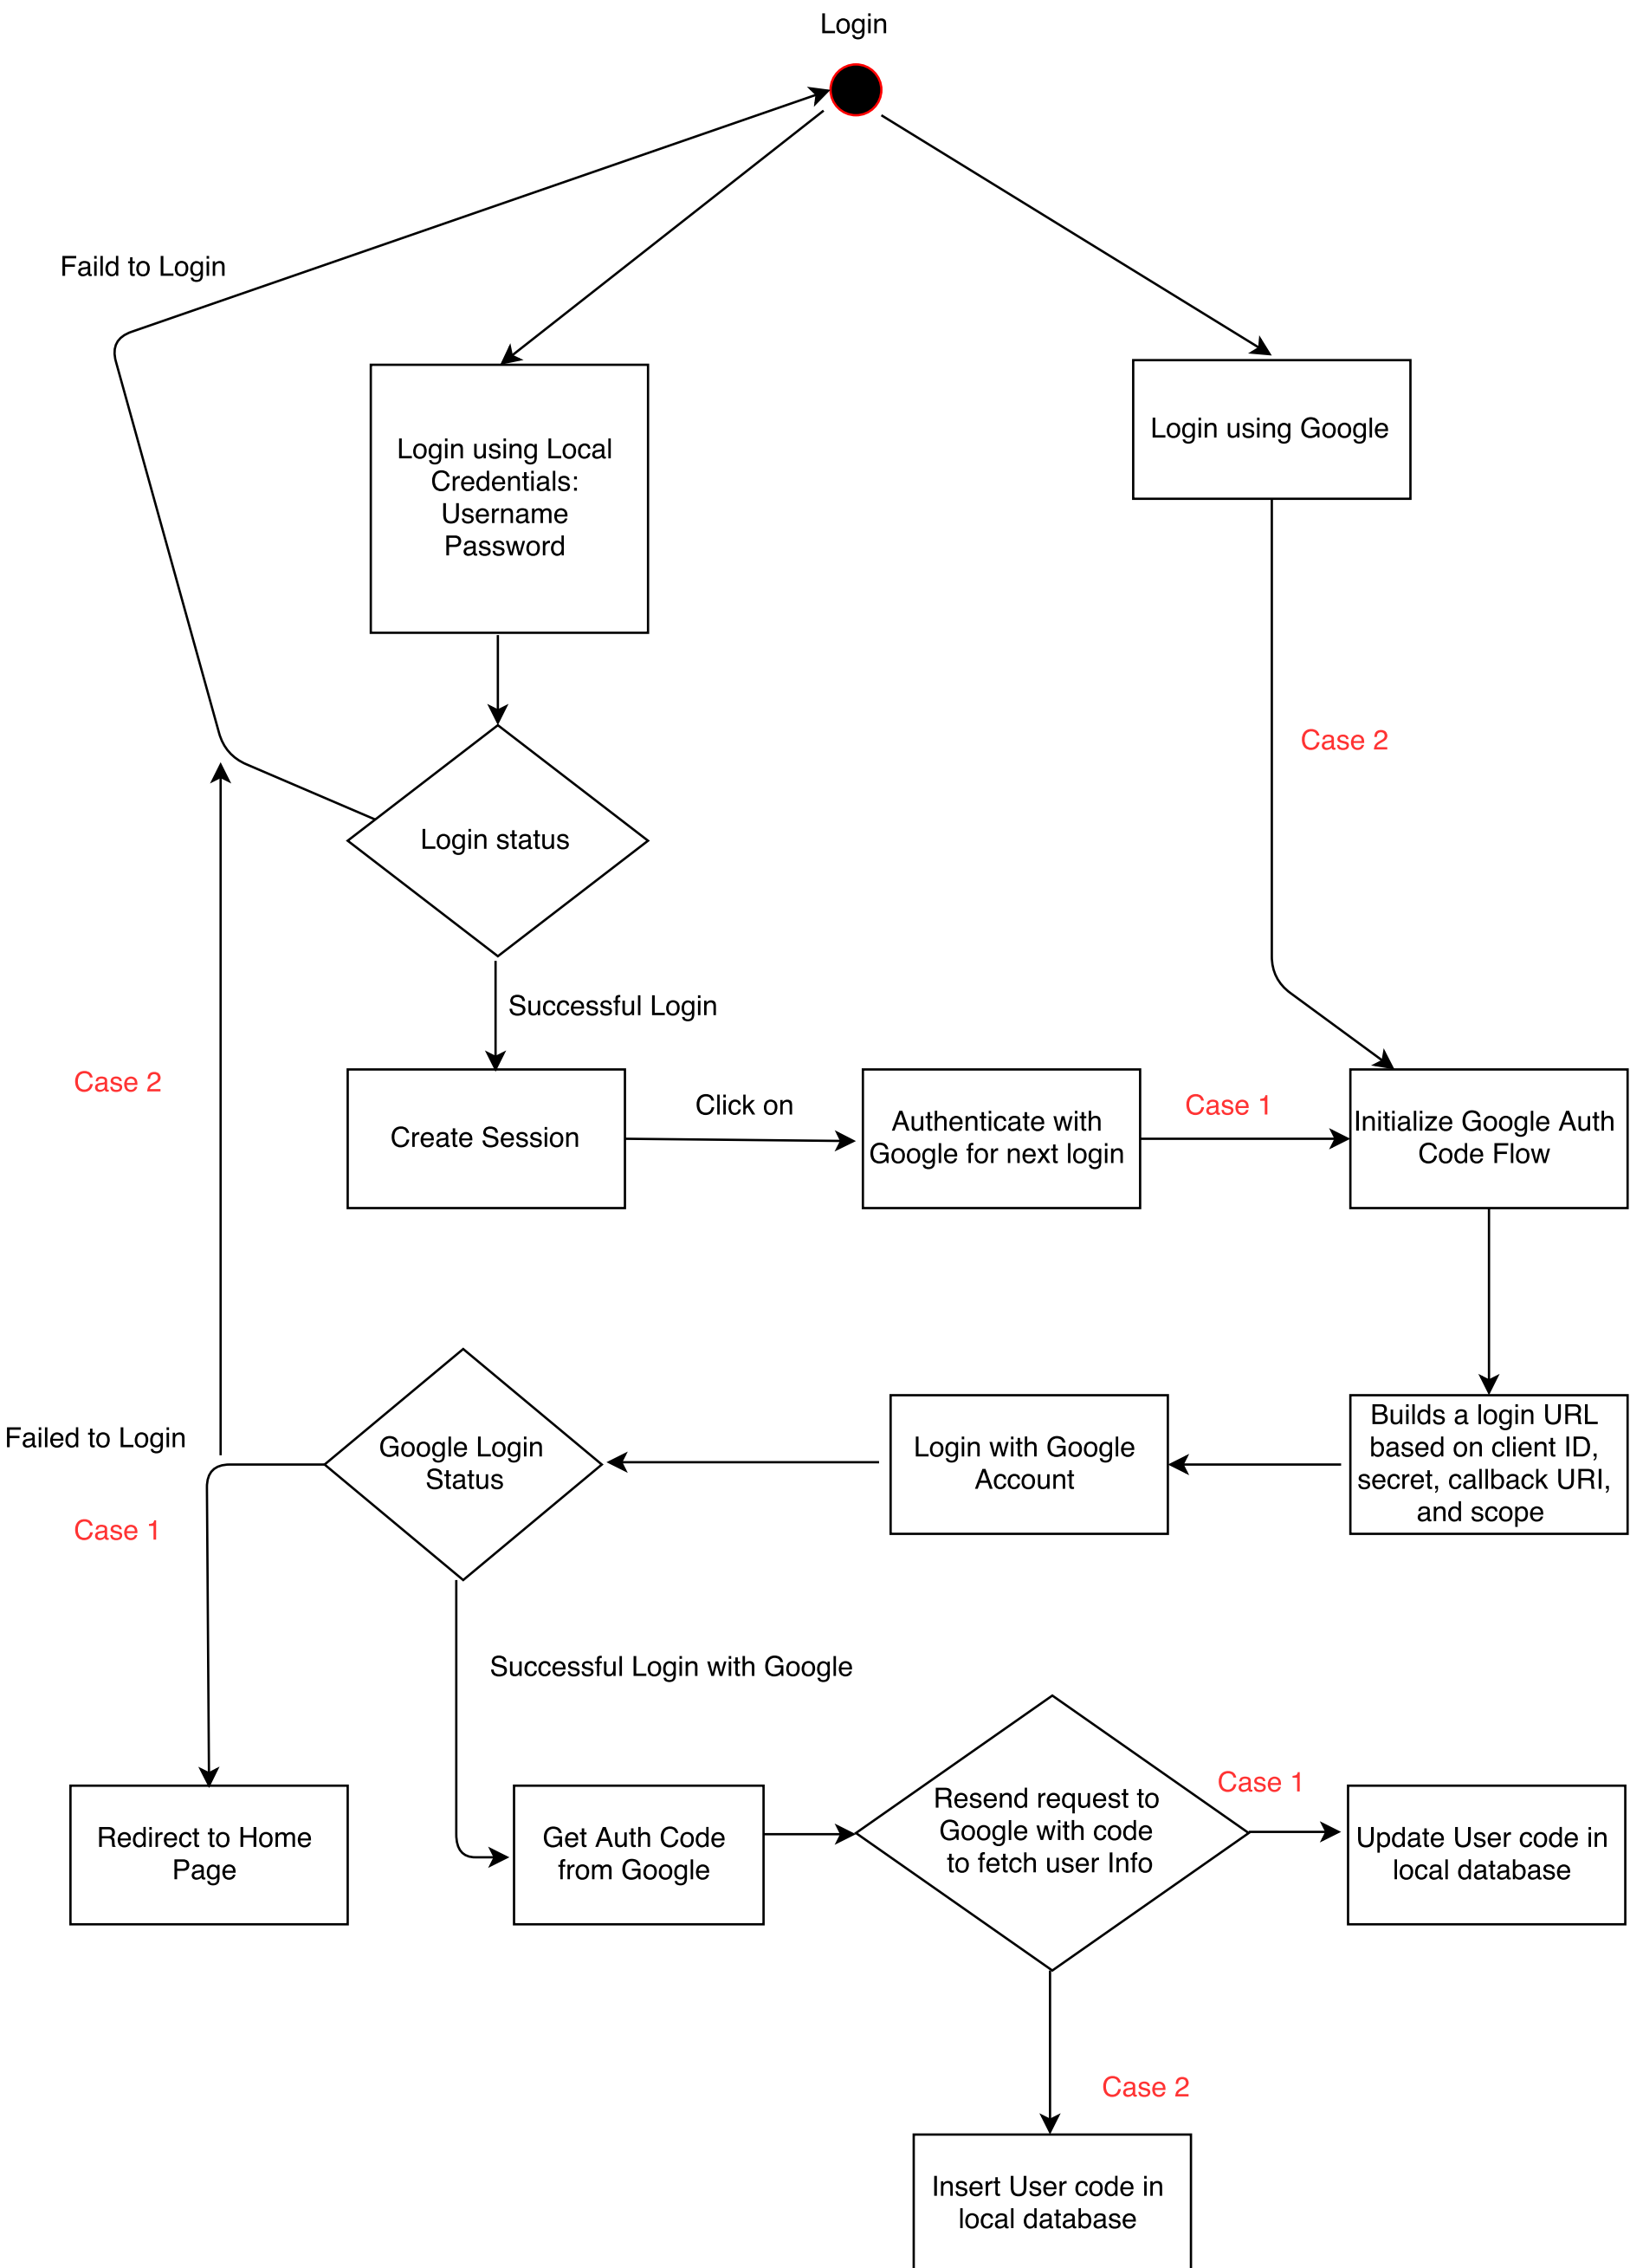 Login
Faild to Login
Login using Local
Credentials:
Username
Password
Login using Google
Case 2
Login status
Successful Login
Case 2
Create Session
Click on
Authenticate with
Google for next login
Case 1
Initialize Google Auth
Code Flow
Failed to Login
Case 1
Google Login
Status
Login with Google
Account
Builds a login URL
based on client ID,
secret, callback URI,
and scope
Successful Login with Google
Redirect to Home
Page
Get Auth Code
from Google
Resend request to
Google with code
to fetch user Info
Case 1
Update User code in
local database
Case 2
Insert User code in
local database